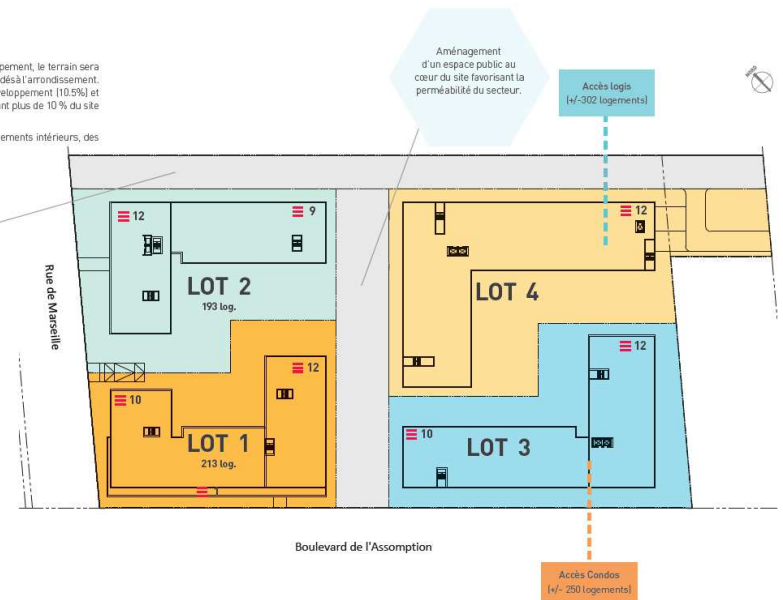 pement, le terrain sera
dés à l'arrondissement.
veloppement (10.5%) et
nt plus de 10 % du site
ements intérieurs, des
Aménagement
d'un espace public au
cœur du site favorisant la
perméabilité du secteur.
Accès logis
(+/-302 logements)
NORD
12
9
12
LOT 2
193 log.
LOT 4
Rue de Marseille
12
12
10
10
LOT 1
213 log.
LOT 3
Boulevard de l'Assomption
Accès Condos
(+/- 250 logements)